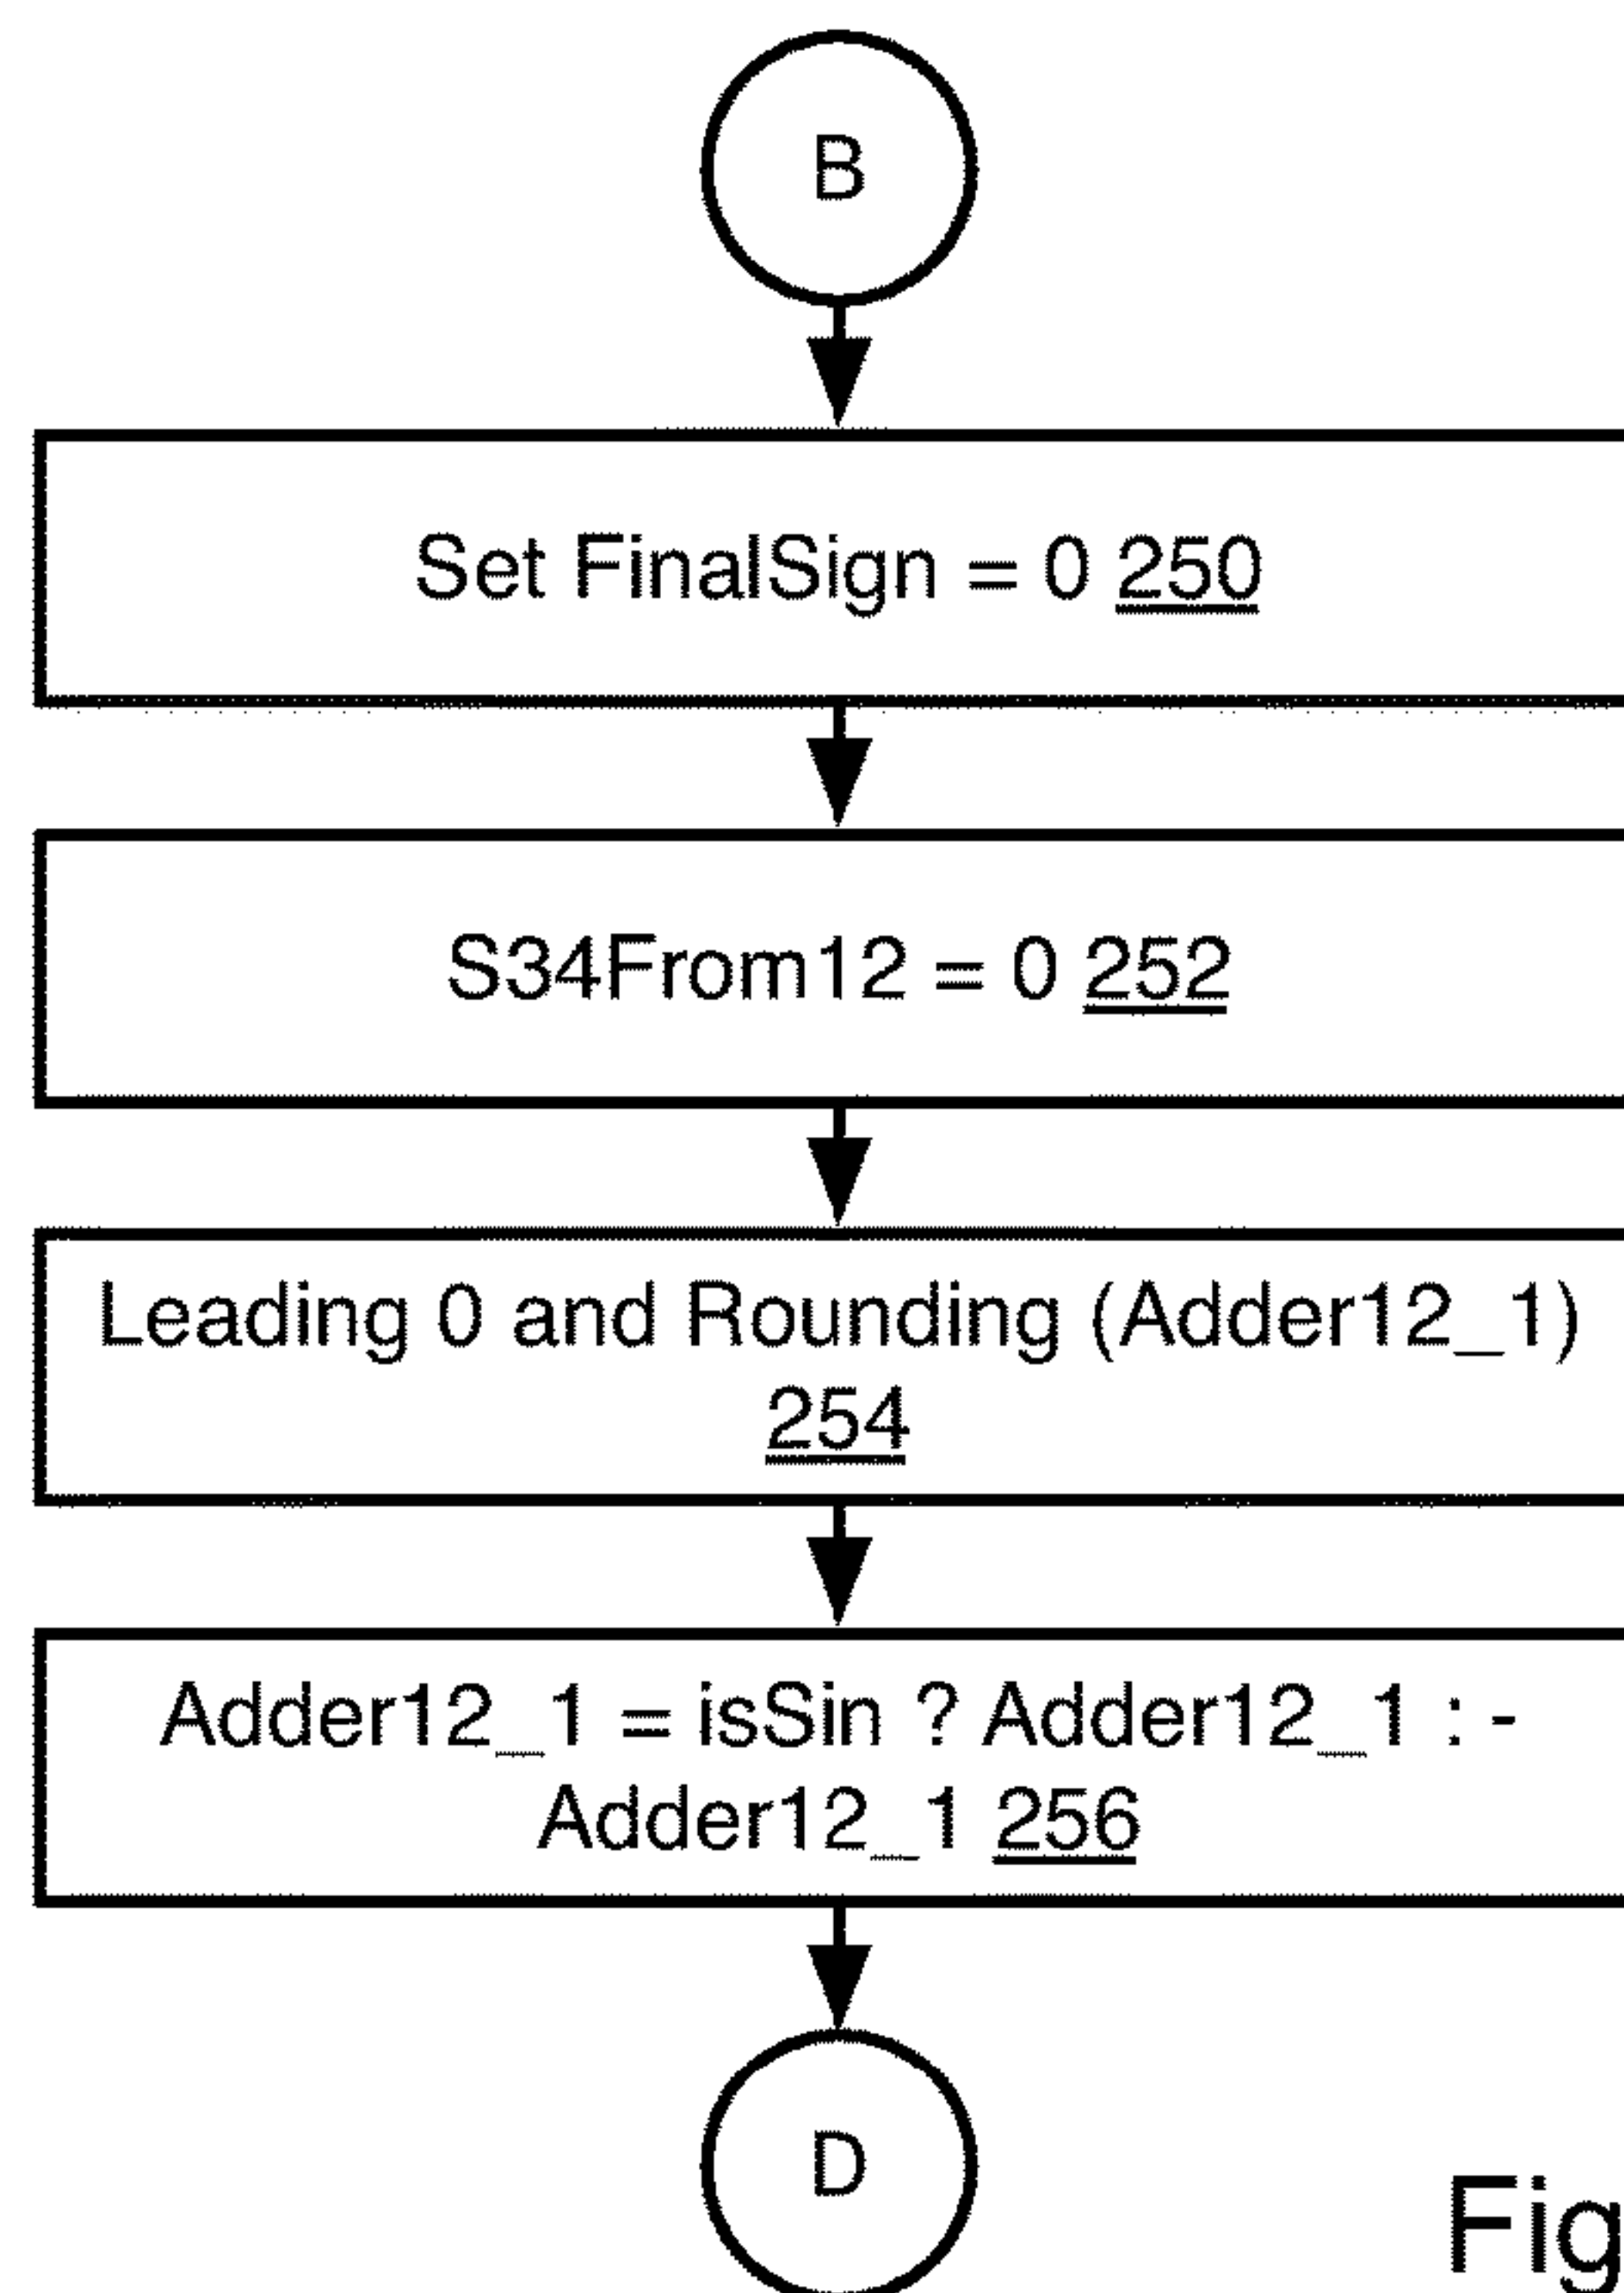 B
Set FinalSign = 0 250
S34From12 = 0 252
Leading 0 and Rounding (Adder12_1)
254
Adder12_1 = isSin ? Adder12_1 : -
Adder12_1 256
D
Fig